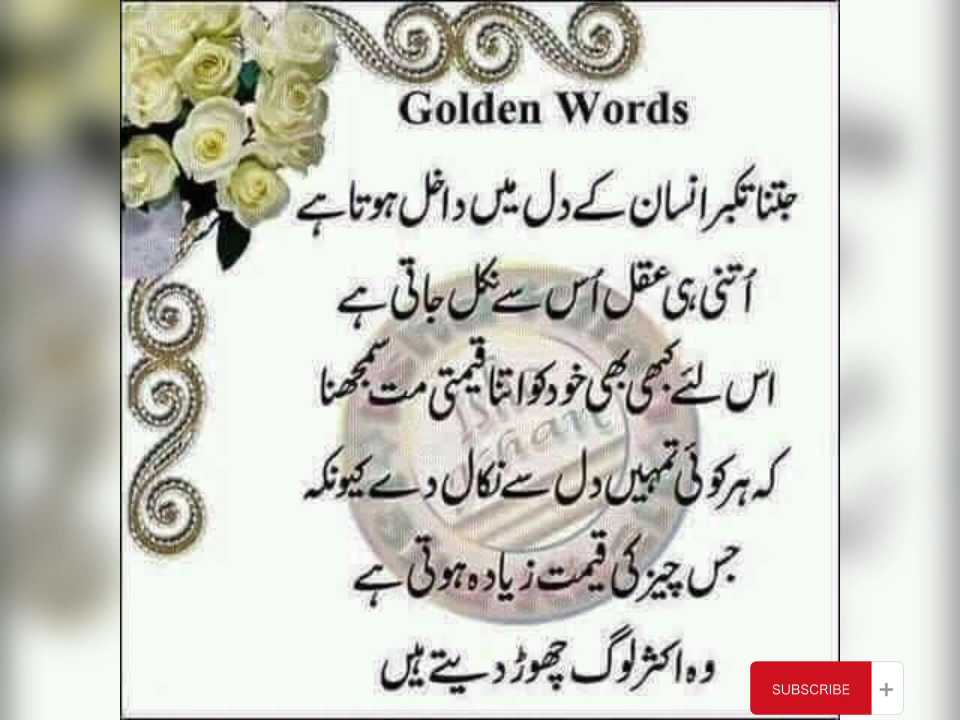 Golden Words
جتنا تکبر انسان کے دل میں داخل ہوتا ہے
اُتنی ہی عقل اُس سے نکل جاتی ہے
اس لئے کبھی بھی خود کو اتنا قیمتی مت سمجھنا
کہ ہر کوئی تمہیں دل سے نکال دے کیونکہ
جس چیز کی قیمت زیادہ ہوتی ہے
وہ اکثر لوگ چھوڑ دیتے ہیں
SUBSCRIBE +